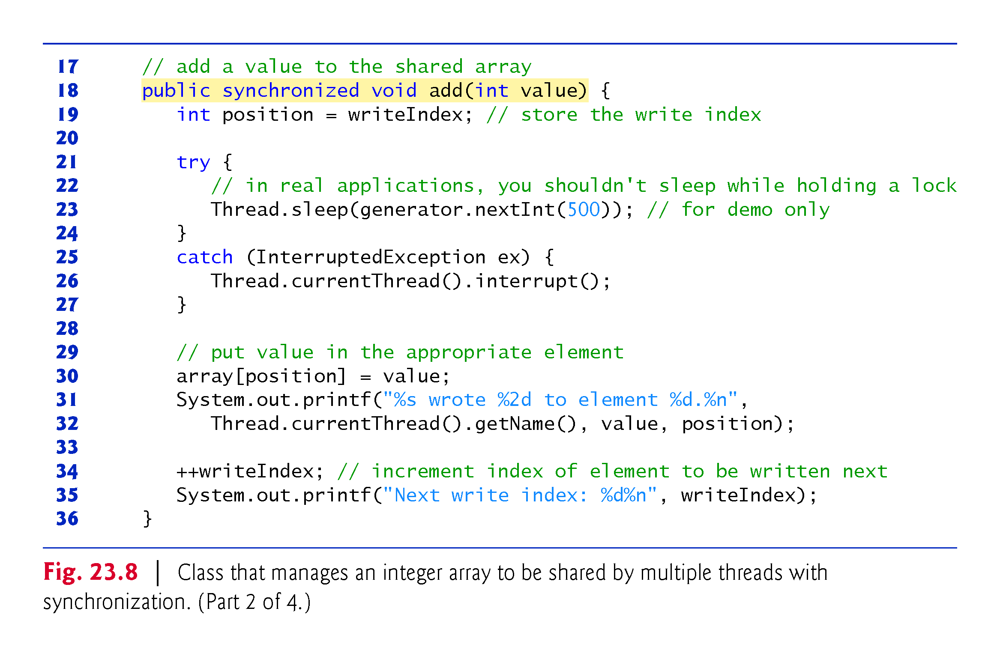 17 // add a value to the shared array
18 public synchronized void add(int value) {
19 int position = writeIndex; // store the write index
20
21 try {
22 // in real applications, you shouldn't sleep while holding a lock
23 Thread.sleep(generator.nextInt(500)); // for demo only
24 }
25 catch (InterruptedException ex) {
26 Thread.currentThread().interrupt();
27 }
28
29 // put value in the appropriate element
30 array[position] = value;
31 System.out.printf("%s wrote %2d to element %d.%n",
32 Thread.currentThread().getName(), value, position);
33
34 ++writeIndex; // increment index of element to be written next
35 System.out.printf("Next write index: %d%n", writeIndex);
36 }
Fig. 23.8 | Class that manages an integer array to be shared by multiple threads with
synchronization. (Part 2 of 4.)